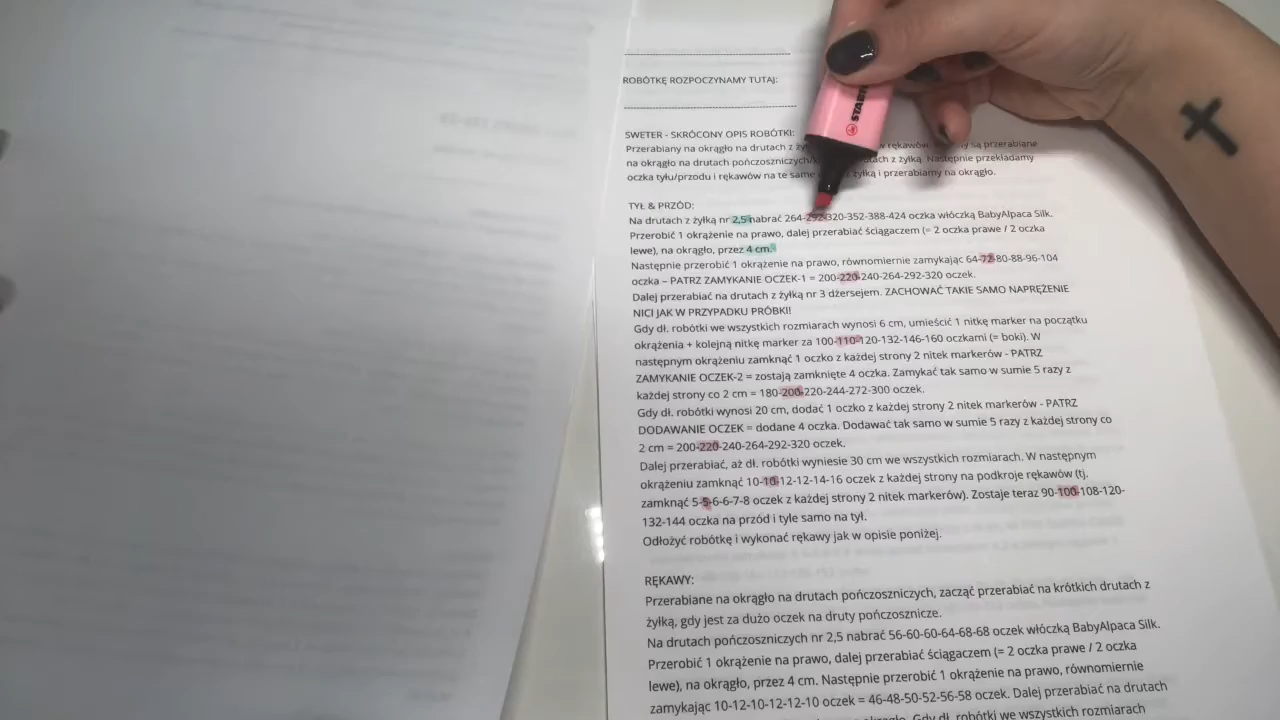 ROBÓTKĘ ROZPOCZYNAMY TUTAJ:
STABI
SWETER - SKRÓCONY OPIS ROBÓTKI:
Przerabiany na okrągło na drutach z rękawów. są przerabiane
na okrągło na drutach pończoszniczych/ drutach z żyłką. Następnie przekładamy
oczka tyłu/przodu i rękawów na te same z żyłką i przerabiamy na okrągło.
TYŁ & PRZÓD:
Na drutach z żyłką nr 2,5 nabrać 264-292-320-352-388-424 oczka włóczką BabyAlpaca Silk.
Przerobić 1 okrążenie na prawo, dalej przerabiać ściągaczem (= 2 oczka prawe / 2 oczka
lewe), na okrągło, przez 4 cm.
Następnie przerobić 1 okrążenie na prawo, równomiernie zamykając 64-72-80-88-96-104
oczka – PATRZ ZAMYKANIE OCZEK-1 = 200-220-240-264-292-320 oczek.
Dalej przerabiać na drutach z żyłką nr 3 dżersejem. ZACHOWAĆ TAKIE SAMO NAPRĘŻENIE
NICI JAK W PRZYPADKU PRÓBKI!
Gdy dł. robótki we wszystkich rozmiarach wynosi 6 cm, umieścić 1 nitkę marker na początku
okrążenia + kolejną nitkę marker za 100-110-120-132-146-160 oczkami (= boki). W
następnym okrążeniu zamknąć 1 oczko z każdej strony 2 nitek markerów - PATRZ
ZAMYKANIE OCZEK-2 = zostają zamknięte 4 oczka. Zamykać tak samo w sumie 5 razy z
każdej strony co 2 cm = 180-200-220-244-272-300 oczek.
Gdy dł. robótki wynosi 20 cm, dodać 1 oczko z każdej strony 2 nitek markerów - PATRZ
DODAWANIE OCZEK = dodane 4 oczka. Dodawać tak samo w sumie 5 razy z każdej strony co
2 cm = 200-220-240-264-292-320 oczek.
Dalej przerabiać, aż dł. robótki wyniesie 30 cm we wszystkich rozmiarach. W następnym
okrążeniu zamknąć 10-10-12-12-14-16 oczek z każdej strony na podkroje rękawów (tj.
zamknąć 5-5-6-6-7-8 oczek z każdej strony 2 nitek markerów). Zostaje teraz 90-100-108-120-
132-144 oczka na przód i tyle samo na tył.
Odłożyć robótkę i wykonać rękawy jak w opisie poniżej.
RĘKAWY:
Przerabiane na okrągło na drutach pończoszniczych, zacząć przerabiać na krótkich drutach z
żyłką, gdy jest za dużo oczek na druty pończosznicze.
Na drutach pończoszniczych nr 2,5 nabrać 56-60-60-64-68-68 oczek włóczką BabyAlpaca Silk.
Przerobić 1 okrążenie na prawo, dalej przerabiać ściągaczem (= 2 oczka prawe / 2 oczka
lewe), na okrągło, przez 4 cm. Następnie przerobić 1 okrążenie na prawo, równomiernie
zamykając 10-12-10-12-12-10 oczek = 46-48-50-52-56-58 oczek. Dalej przerabiać na drutach
Gdy dł. robótki we wszystkich rozmiarach